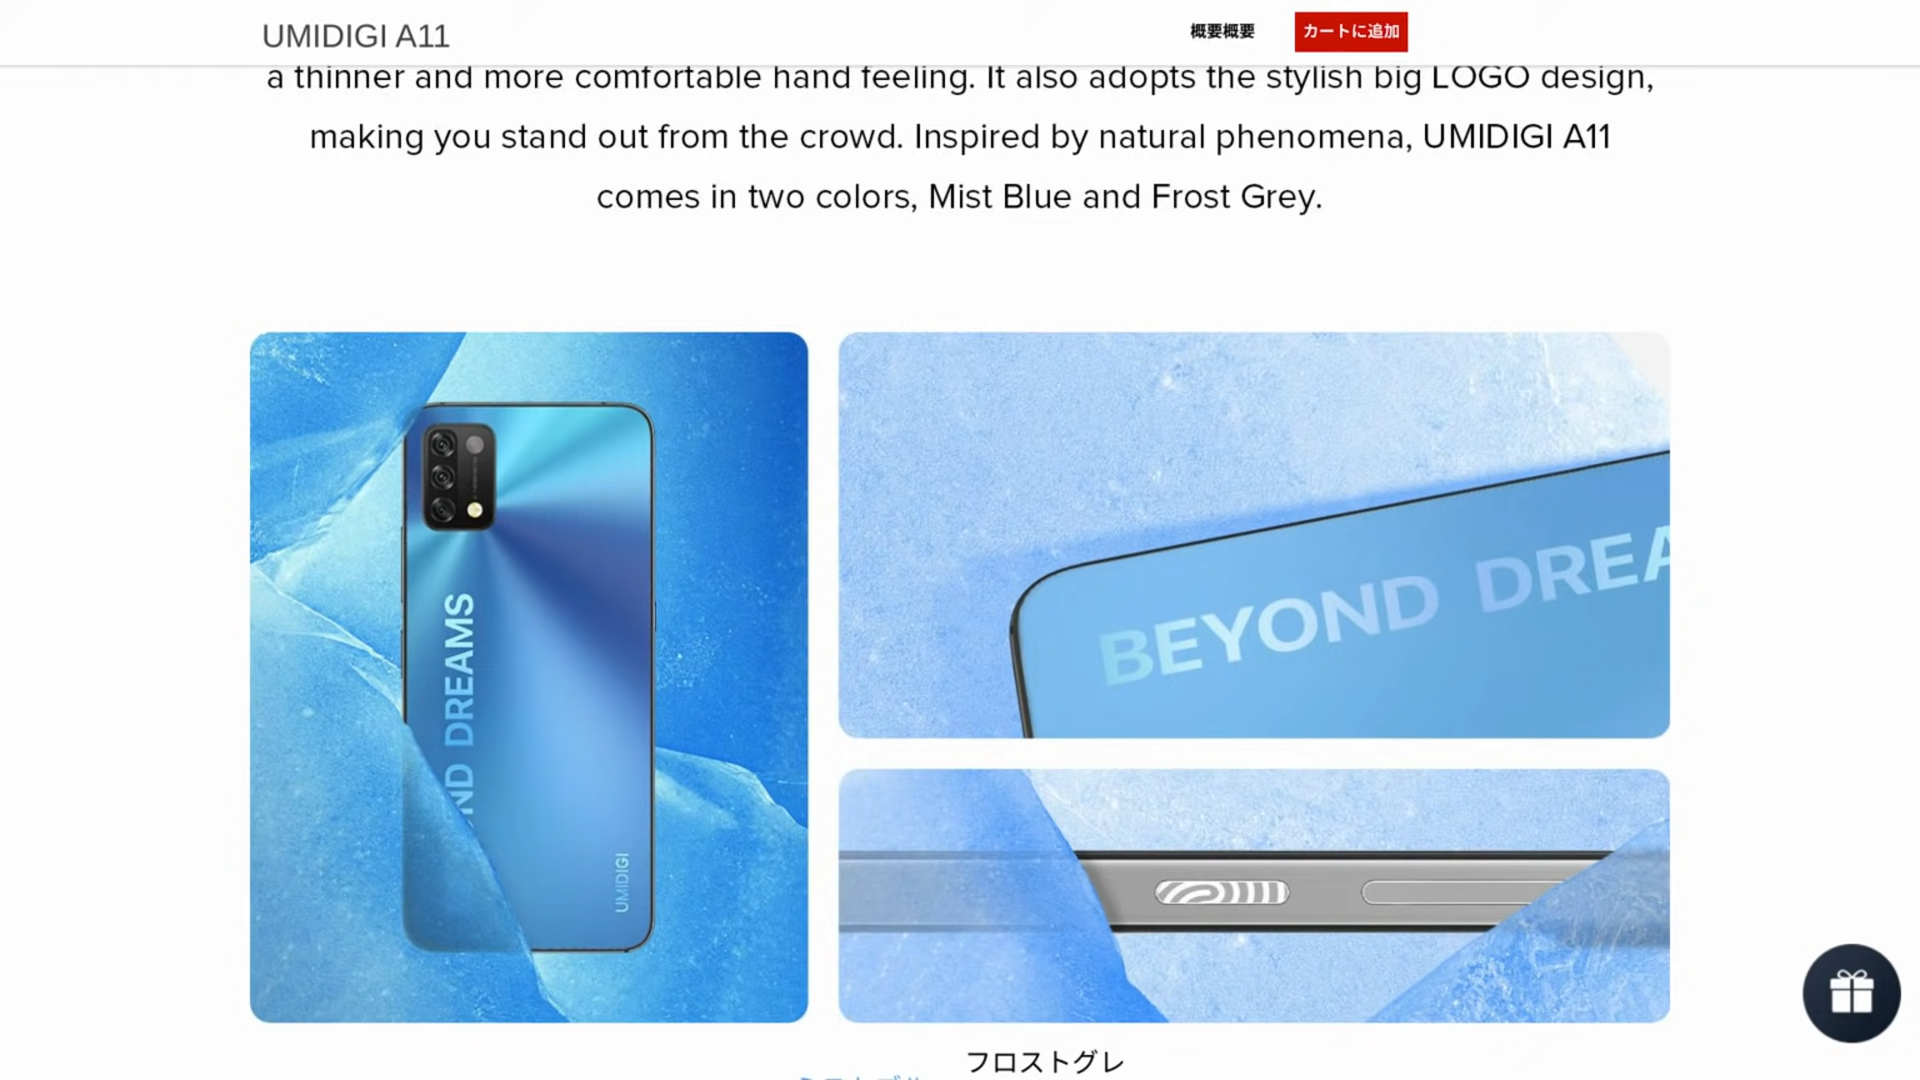 UMIDIGI A11
概要概要
カートに追加
a thinner and more comfortable hand feeling. It also adopts the stylish big LOGO design,
making you stand out from the crowd. Inspired by natural phenomena, UMIDIGI A11
comes in two colors, Mist Blue and Frost Grey.
ND DREAMS
UMIDIGI
BEYOND DREA
フロストグレ